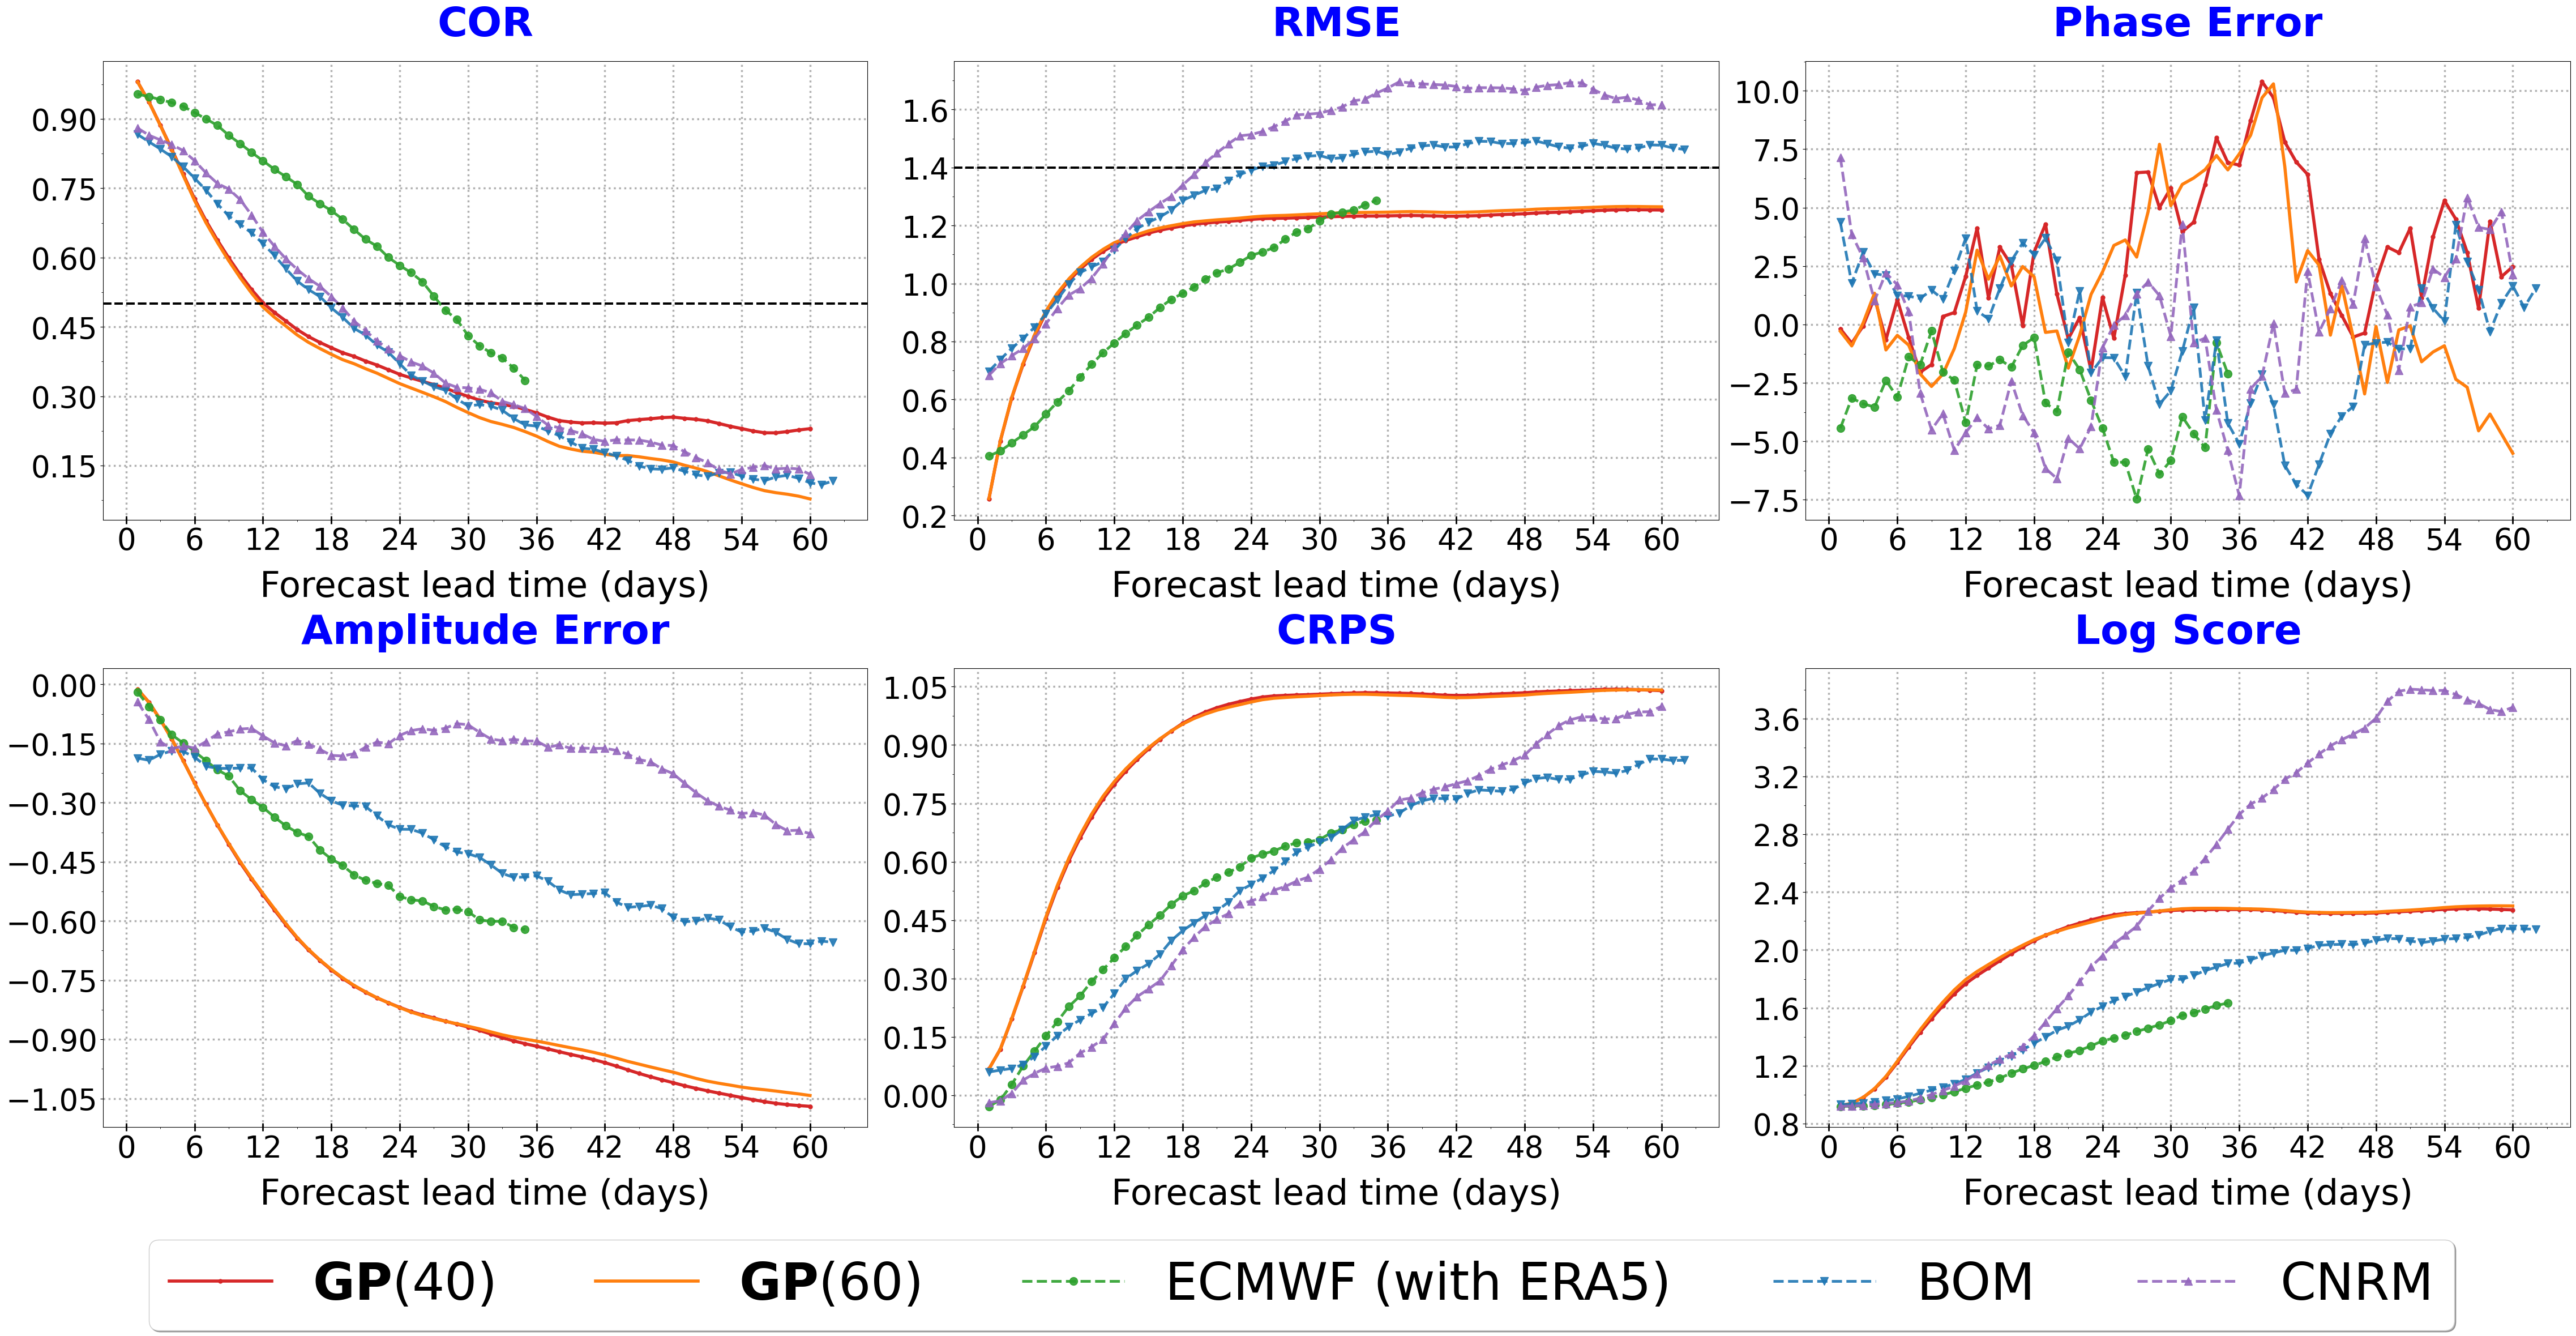 COR
RMSE
Phase Error
0.90
0.75
0.60
0.45
0.30
0.15
0 6 12 18 24 30 36 42 48 54 60
Forecast lead time (days)
1.6
1.4
1.2
1.0
0.8
0.6
0.4
0.2
0 6 12 18 24 30 36 42 48 54 60
Forecast lead time (days)
10.0
7.5
5.0
2.5
0.0
−2.5
−5.0
−7.5
0 6 12 18 24 30 36 42 48 54 60
Forecast lead time (days)
Amplitude Error
CRPS
Log Score
0.00
−0.15
−0.30
−0.45
−0.60
−0.75
−0.90
−1.05
0 6 12 18 24 30 36 42 48 54 60
Forecast lead time (days)
1.05
0.90
0.75
0.60
0.45
0.30
0.15
0.00
0 6 12 18 24 30 36 42 48 54 60
Forecast lead time (days)
3.6
3.2
2.8
2.4
2.0
1.6
1.2
0.8
0 6 12 18 24 30 36 42 48 54 60
Forecast lead time (days)
GP(40) GP(60) ECMWF (with ERA5) BOM CNRM